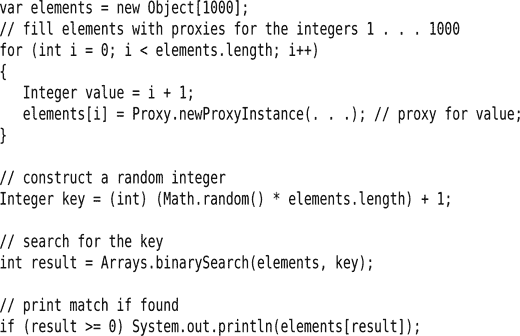 var elements = new Object[1000];
// fill elements with proxies for the integers 1 . . . 1000
for (int i = 0; i < elements.length; i++)
{
   Integer value = i + 1;
   elements[i] = Proxy.newProxyInstance(. . .); // proxy for value;
}

// construct a random integer
Integer key = (int) (Math.random() * elements.length) + 1;

// search for the key
int result = Arrays.binarySearch(elements, key);

// print match if found
if (result >= 0) System.out.println(elements[result]);